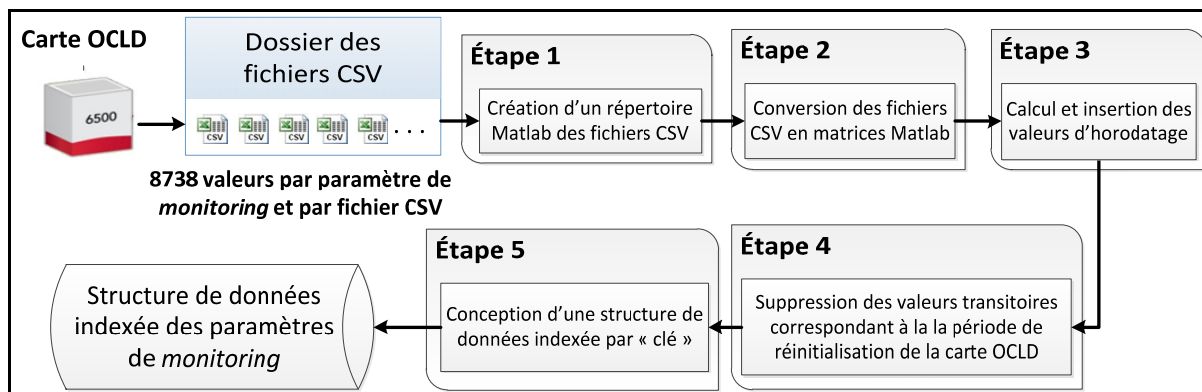 Carte OCLD
6500
Dossier des
fichiers CSV
CSV CSV CSV CSV CSV . . .
8738 valeurs par paramètre de
monitoring et par fichier CSV
Étape 1
Création d'un répertoire
Matlab des fichiers CSV
Étape 2
Conversion des fichiers
CSV en matrices Matlab
Étape 3
Calcul et insertion des
valeurs d'horodatage
Étape 4
Suppression des valeurs transitoires
correspondant à la la période de
réinitialisation de la carte OCLD
Étape 5
Conception d'une structure de
données indexée par « clé »
Structure de données
indexée des paramètres
de monitoring